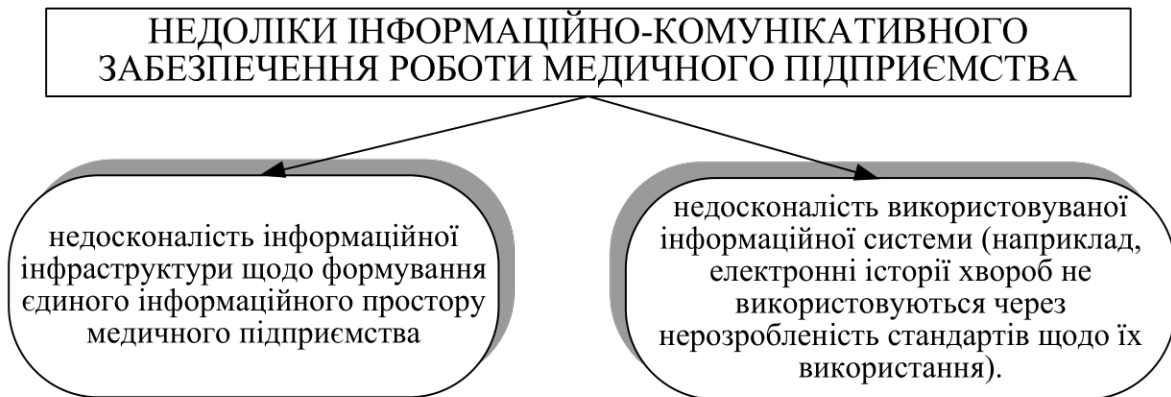 НЕДОЛІКИ ІНФОРМАЦІЙНО-КОМУНІКАТИВНОГО
ЗАБЕЗПЕЧЕННЯ РОБОТИ МЕДИЧНОГО ПІДПРИЄМСТВА
недосконалість інформаційної
інфраструктури щодо формування
єдиного інформаційного простору
медичного підприємства
недосконалість використовуваної
інформаційної системи (наприклад,
електронні історії хвороб не
використовуються через
нерозробленість стандартів щодо їх
використання).